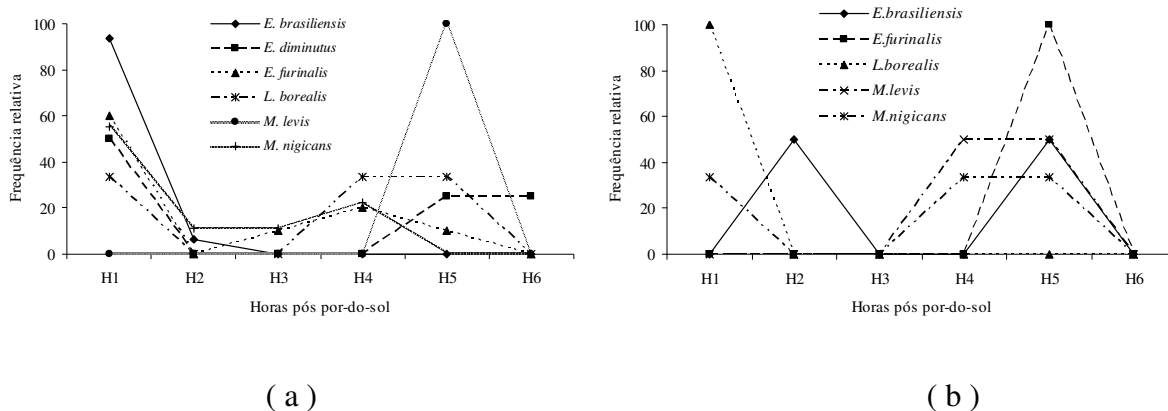 Frequência relativa
100
80
60
40
20
0
E. brasiliensis
E. diminutus
E. furinalis
L. borealis
M. levis
M. nigicans
H1 H2 H3 H4 H5 H6
Horas pós por-do-sol
( a )
Frequência relativa
100
80
60
40
20
0
E.brasiliensis
E.furinalis
L.borealis
M.levis
M.nigicans
H1 H2 H3 H4 H5 H6
Horas pós por-do-sol
( b )